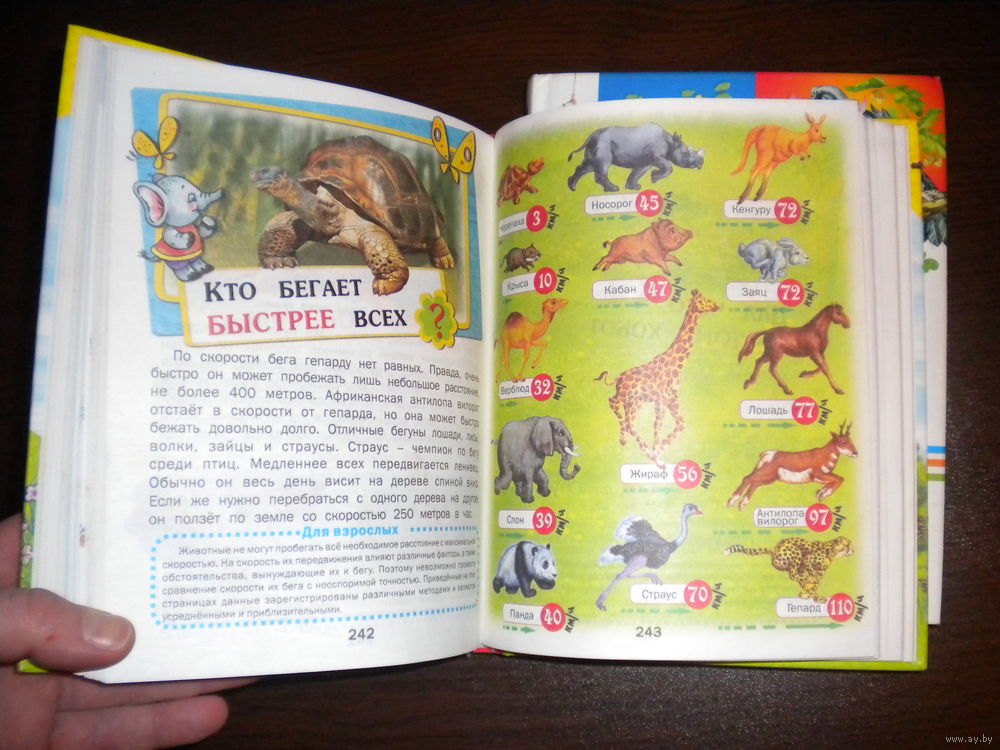 КТО БЕГАЕТ
БЫСТРЕЕ ВСЕХ ?
По скорости бега гепарду нет равных. Правда, очень
быстро он может пробежать лишь небольшое расстояние,
не более 400 метров. Африканская антилопа вилорог
отстаёт в скорости от гепарда, но она может быстро
бежать довольно долго. Отличные бегуны лошади, лисы,
волки, зайцы и страусы. Страус – чемпион по бегу
среди птиц. Медленнее всех передвигается ленивец.
Обычно он весь день висит на дереве спиной вниз.
Если же нужно перебраться с одного дерева на другое,
он ползёт по земле со скоростью 250 метров в час.
Для взрослых
Животные не могут пробегать всё необходимое расстояние с максимальной
скоростью. На скорость их передвижения влияют различные факторы, а также
обстоятельства, вынуждающие их к бегу. Поэтому невозможно провести
сравнение скорости их бега с неоспоримой точностью. Приведённые на этих
страницах данные зарегистрированы различными методами и являются
усреднёнными и приблизительными.
242
Черепаха 3 км/ч
Носорог 45 км/ч
Кенгуру 72 км/ч
Крыса 10 км/ч
Кабан 47 км/ч
Заяц 72 км/ч
Верблюд 32 км/ч
Жираф 56 км/ч
Лошадь 77 км/ч
Слон 39 км/ч
Страус 70 км/ч
Антилопа
вилорог 97 км/ч
Панда 40 км/ч
Гепард 110 км/ч
243
www.ay.by